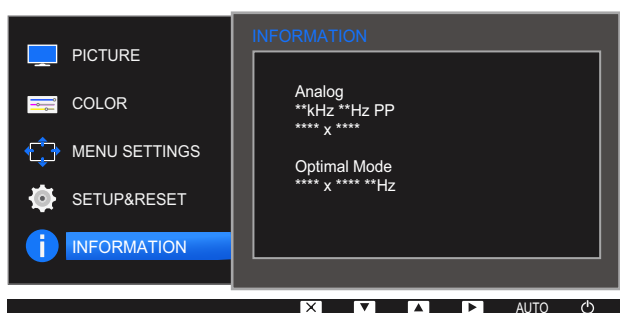 PICTURE
COLOR
MENU SETTINGS
SETUP&RESET
INFORMATION
INFORMATION
Analog
**kHz **Hz PP
**** x ****
Optimal Mode
**** x **** **Hz
AUTO